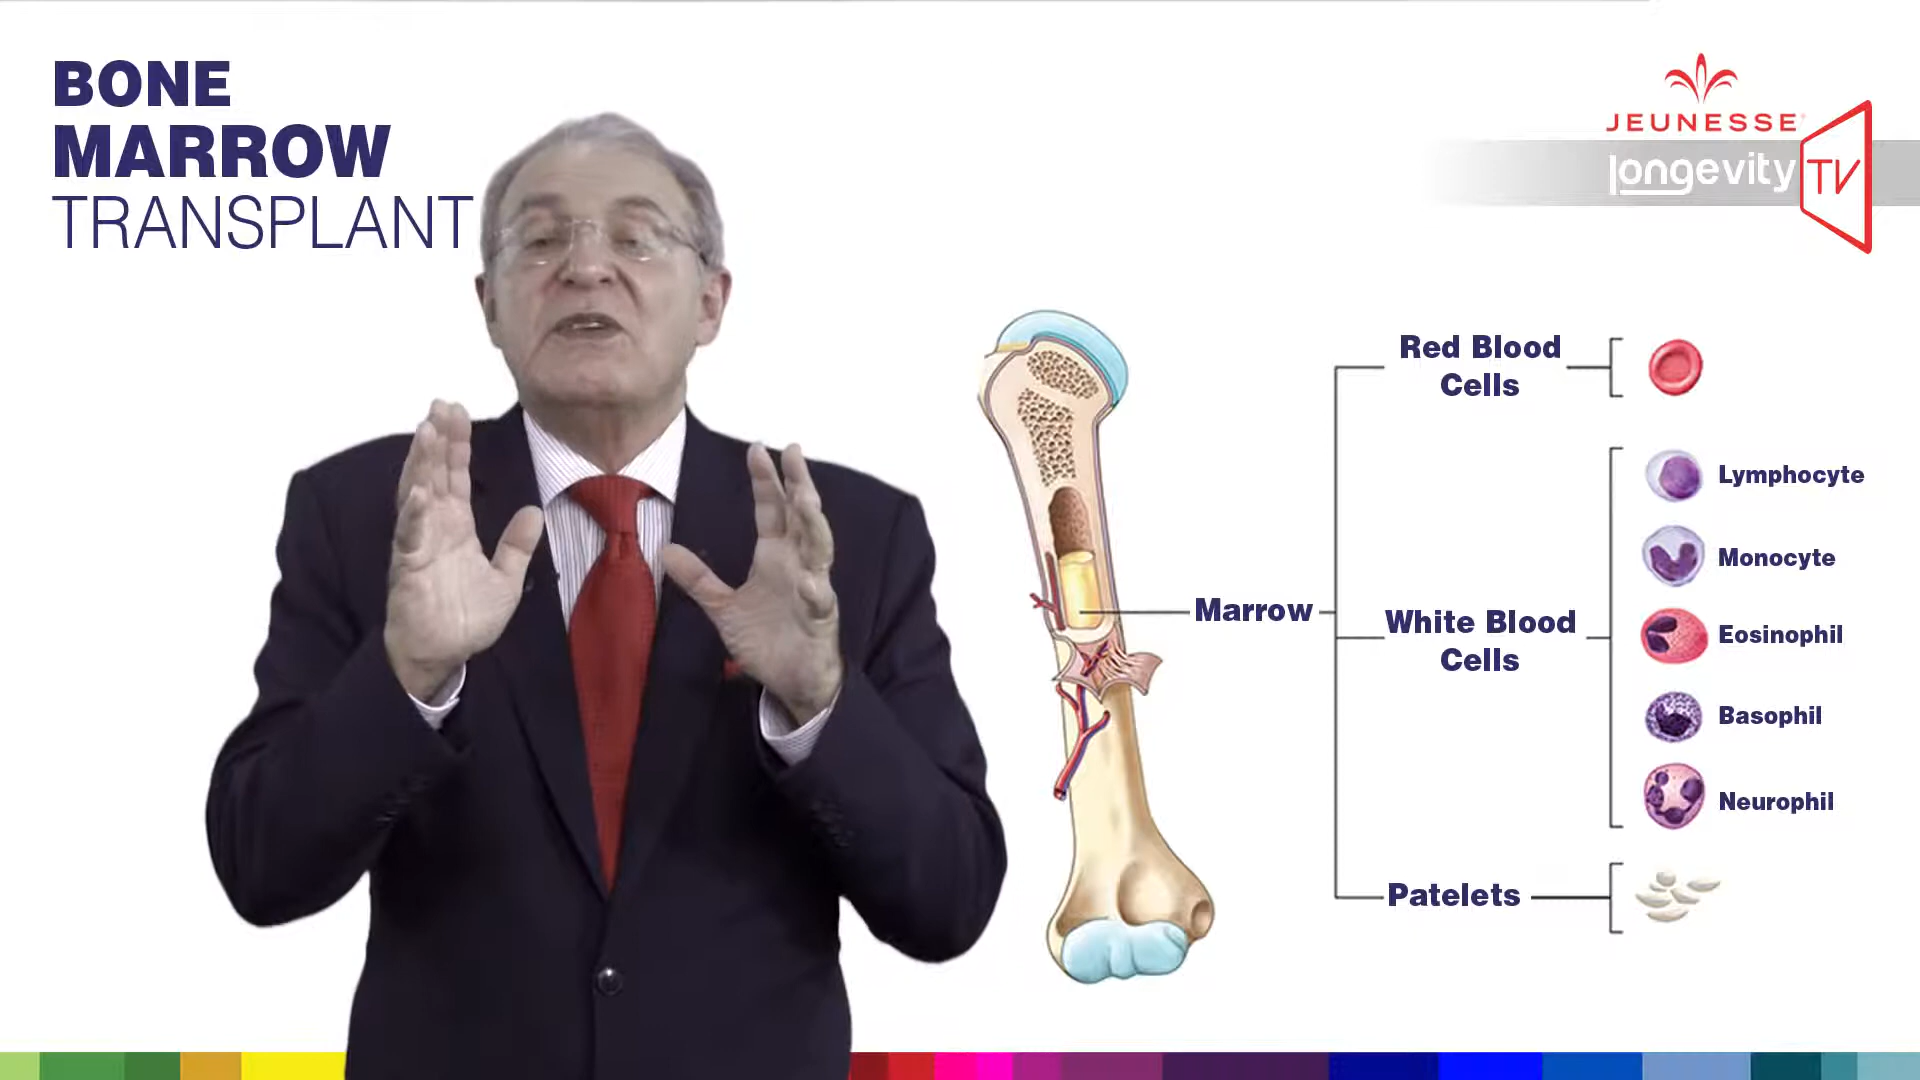 BONE
MARROW
TRANSPLANT
JEUNESSE
longevity TV
Red Blood
Cells
Lymphocyte
Monocyte
Marrow
White Blood
Cells
Eosinophil
Basophil
Neurophil
Patelets